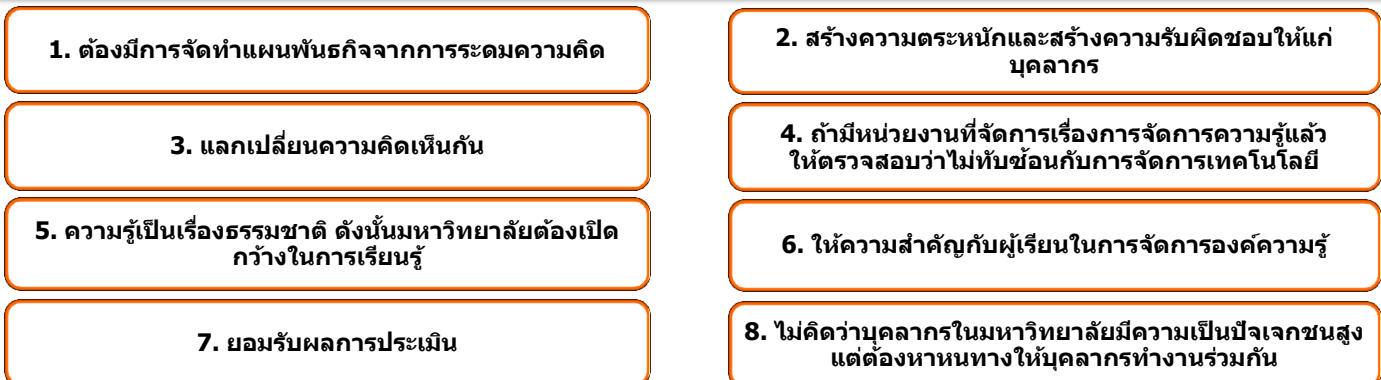 1. ต้องมีการจัดทำแผนพันธกิจจากการระดมความคิด
2. สร้างความตระหนักและสร้างความรับผิดชอบให้แก่
บุคลากร
3. แลกเปลี่ยนความคิดเห็นกัน
4. ถ้ามีหน่วยงานที่จัดการเรื่องการจัดการความรู้แล้ว
ให้ตรวจสอบว่าไม่ทับซ้อนกับการจัดการเทคโนโลยี
5. ความรู้เป็นเรื่องธรรมชาติ ดังนั้นมหาวิทยาลัยต้องเปิด
กว้างในการเรียนรู้
6. ให้ความสำคัญกับผู้เรียนในการจัดการองค์ความรู้
7. ยอมรับผลการประเมิน
8. ไม่คิดว่าบุคลากรในมหาวิทยาลัยมีความเป็นปัจเจกชนสูง
แต่ต้องหาหนทางให้บุคลากรทำงานร่วมกัน